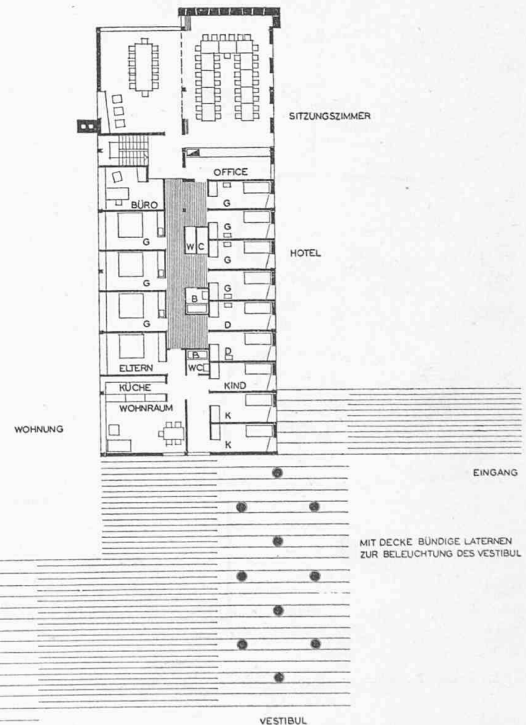 SITZUNGSZIMMER
OFFICE
BÜRO
G
G
G
W C
HOTEL
G
G
G
B
G
D
G
D
B
ELTERN
WC
KÜCHE
KIND
WOHNRAUM
K
WOHNUNG
K
EINGANG
MIT DECKE BÜNDIGE LATERNEN
ZUR BELEUCHTUNG DES VESTIBUL
VESTIBUL